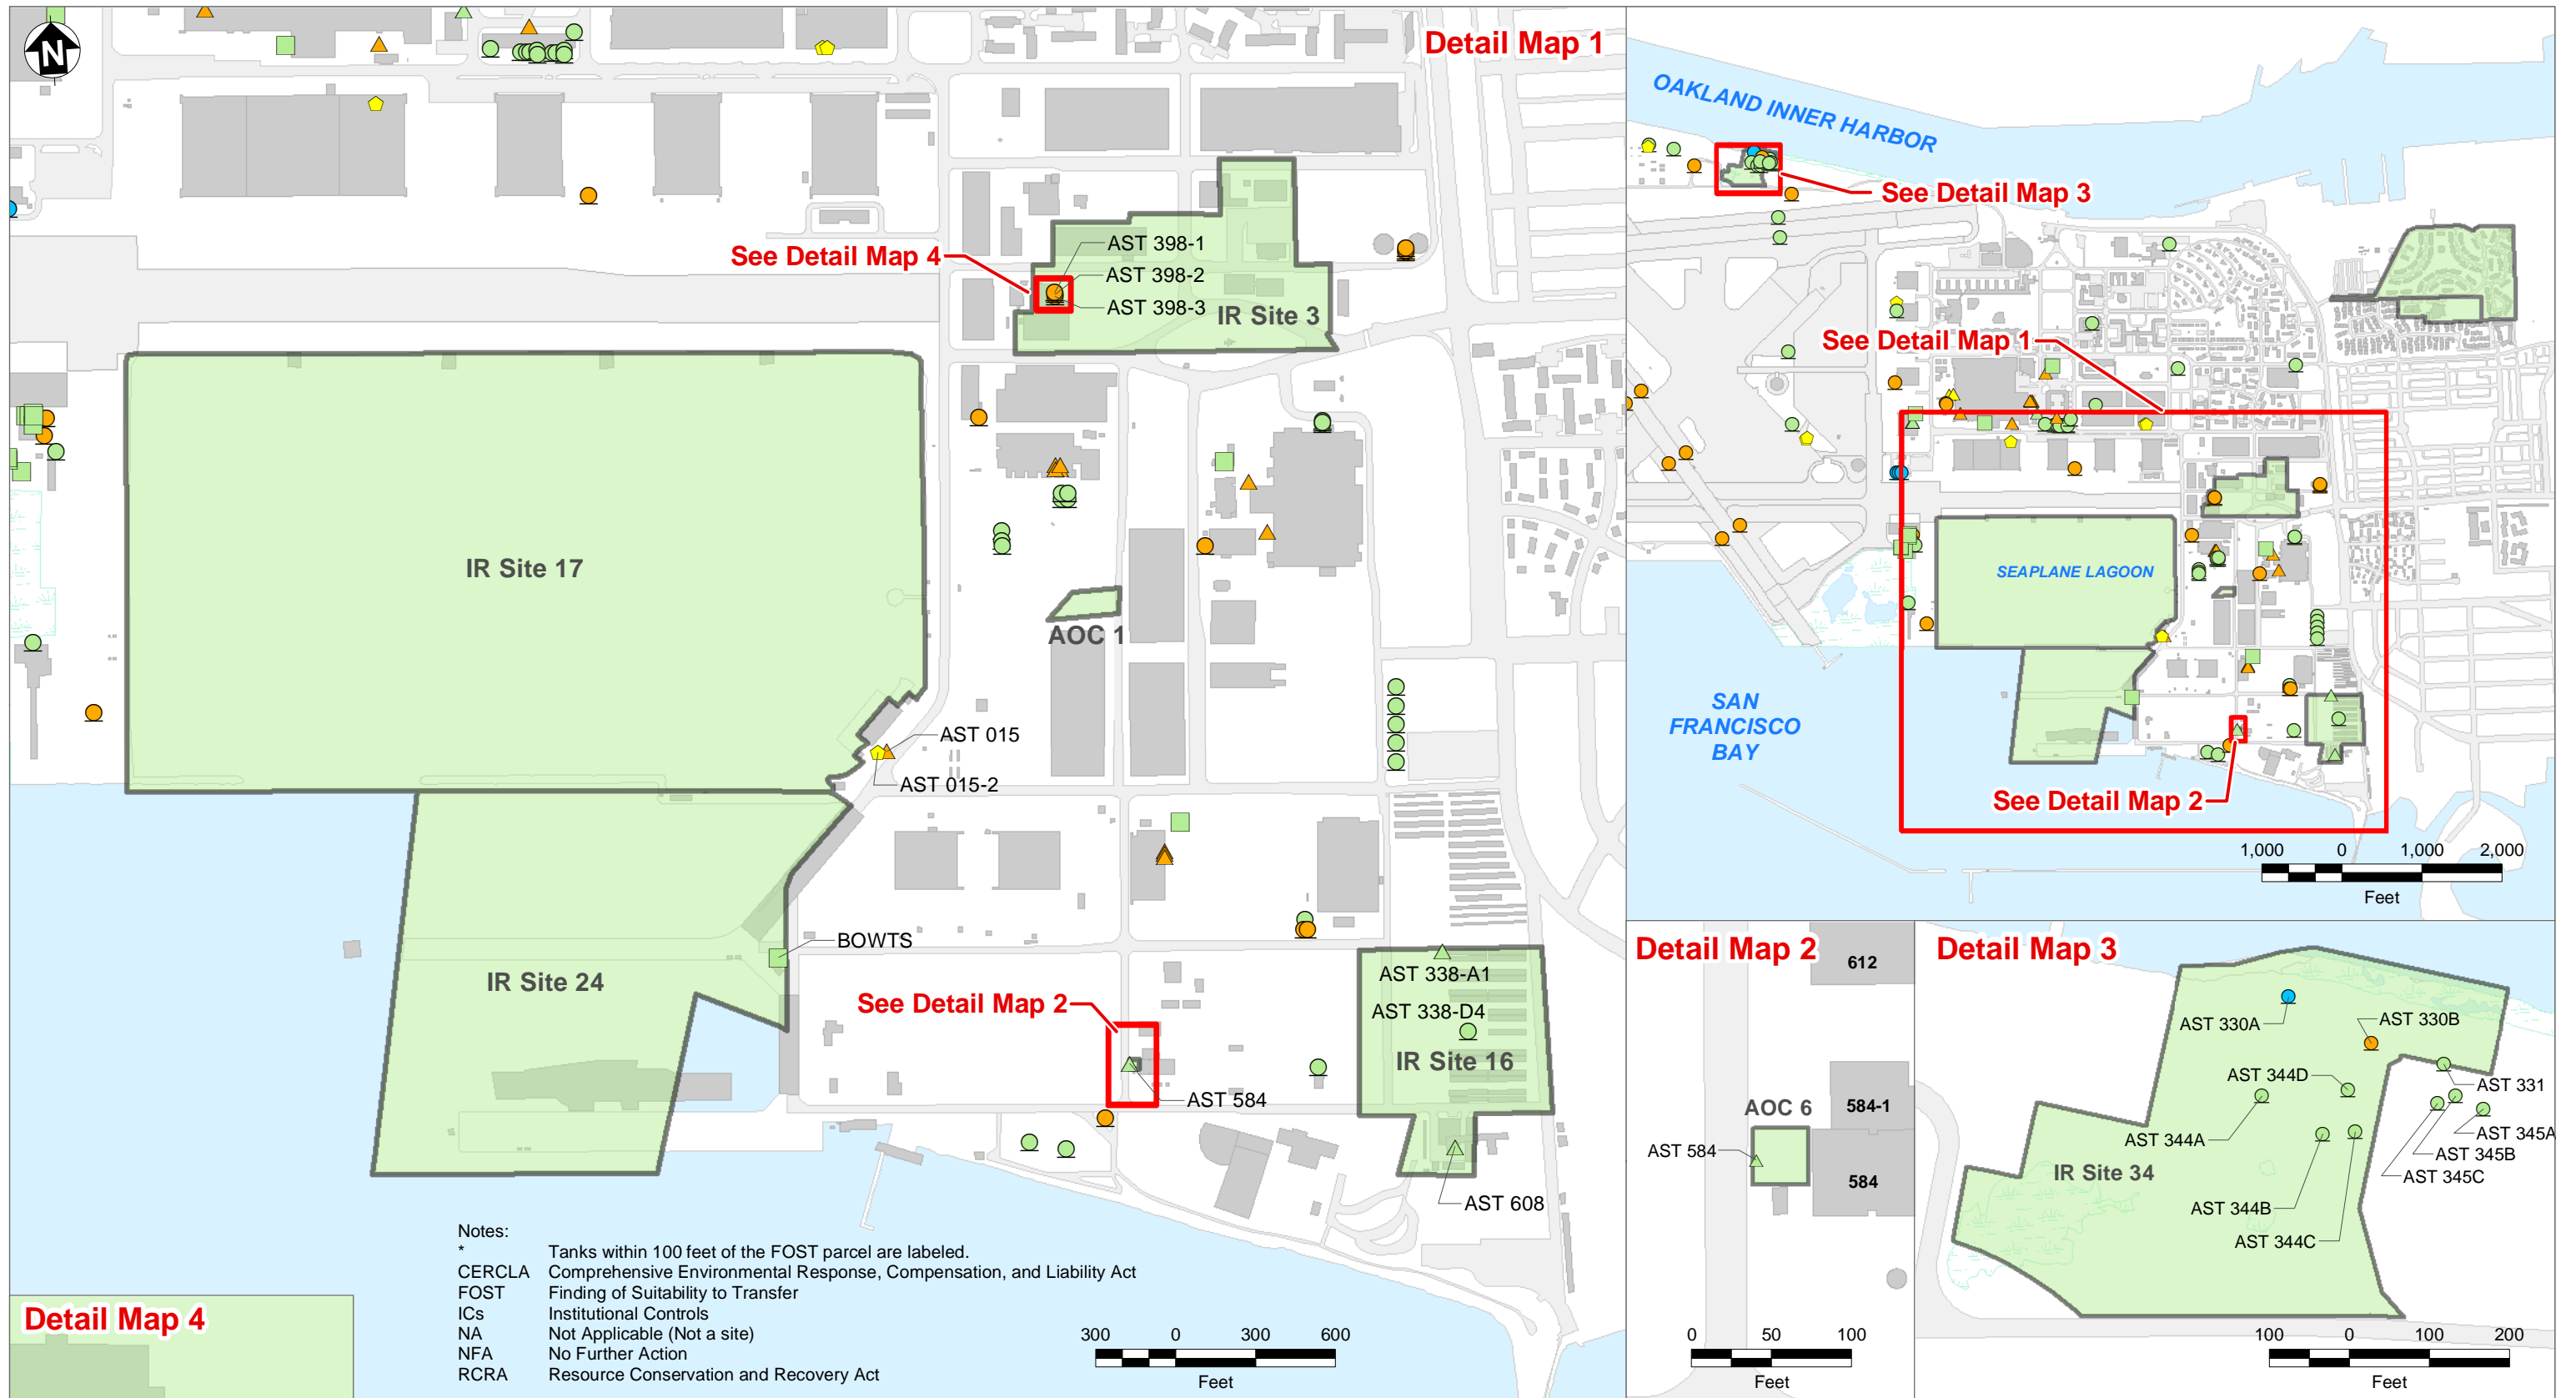 N
Detail Map 1
See Detail Map 4
AST 398-1
AST 398-2
AST 398-3
IR Site 3
IR Site 17
AOC 1
AST 015
AST 015-2
BOWTS
IR Site 24
See Detail Map 2
AST 584
AST 338-A1
AST 338-D4
IR Site 16
AST 608
Notes:
* Tanks within 100 feet of the FOST parcel are labeled.
CERCLA Comprehensive Environmental Response, Compensation, and Liability Act
FOST Finding of Suitability to Transfer
ICs Institutional Controls
NA Not Applicable (Not a site)
NFA No Further Action
RCRA Resource Conservation and Recovery Act
300 0 300 600
Feet
Detail Map 4
OAKLAND INNER HARBOR
See Detail Map 3
See Detail Map 1
SEAPLANE LAGOON
SAN
FRANCISCO
BAY
See Detail Map 2
1,000 0 1,000 2,000
Feet
Detail Map 2
612
AOC 6
584-1
AST 584
584
0 50 100
Feet
Detail Map 3
AST 330A
AST 330B
AST 344D
AST 331
AST 344A
AST 345A
AST 345B
AST 345C
IR Site 34
AST 344B
AST 344C
100 0 100 200
Feet